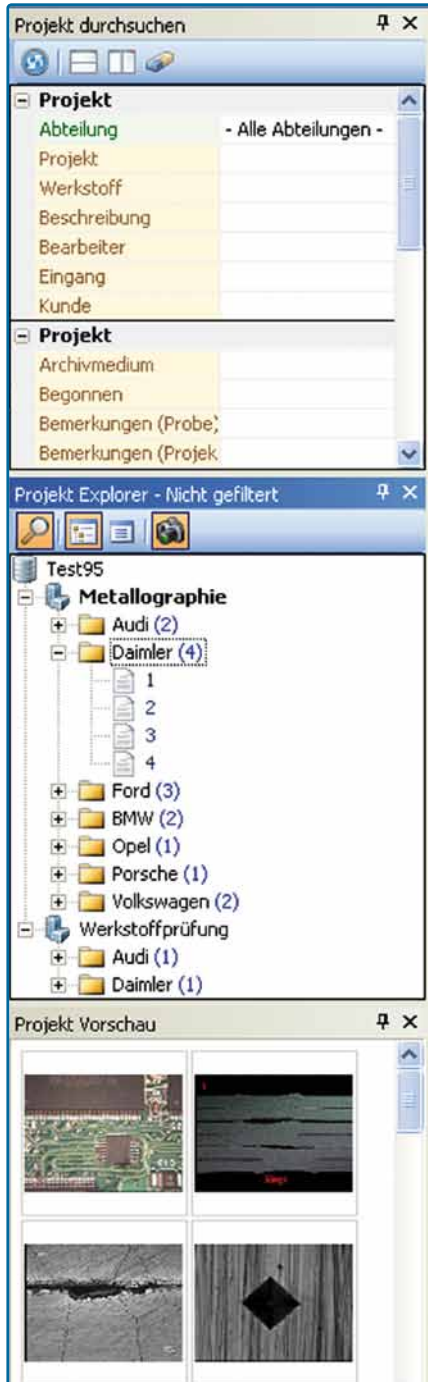 Projekt durchsuchen
Projekt
Abteilung - Alle Abteilungen -
Projekt
Werkstoff
Beschreibung
Bearbeiter
Eingang
Kunde
Projekt
Archivmedium
Begonnen
Bemerkungen (Probe)
Bemerkungen (Projek
Projekt Explorer - Nicht gefiltert
Test95
Metallographie
Audi (2)
Daimler (4)
1
2
3
4
Ford (3)
BMW (2)
Opel (1)
Porsche (1)
Volkswagen (2)
Werkstoffprüfung
Audi (1)
Daimler (1)
Projekt Vorschau